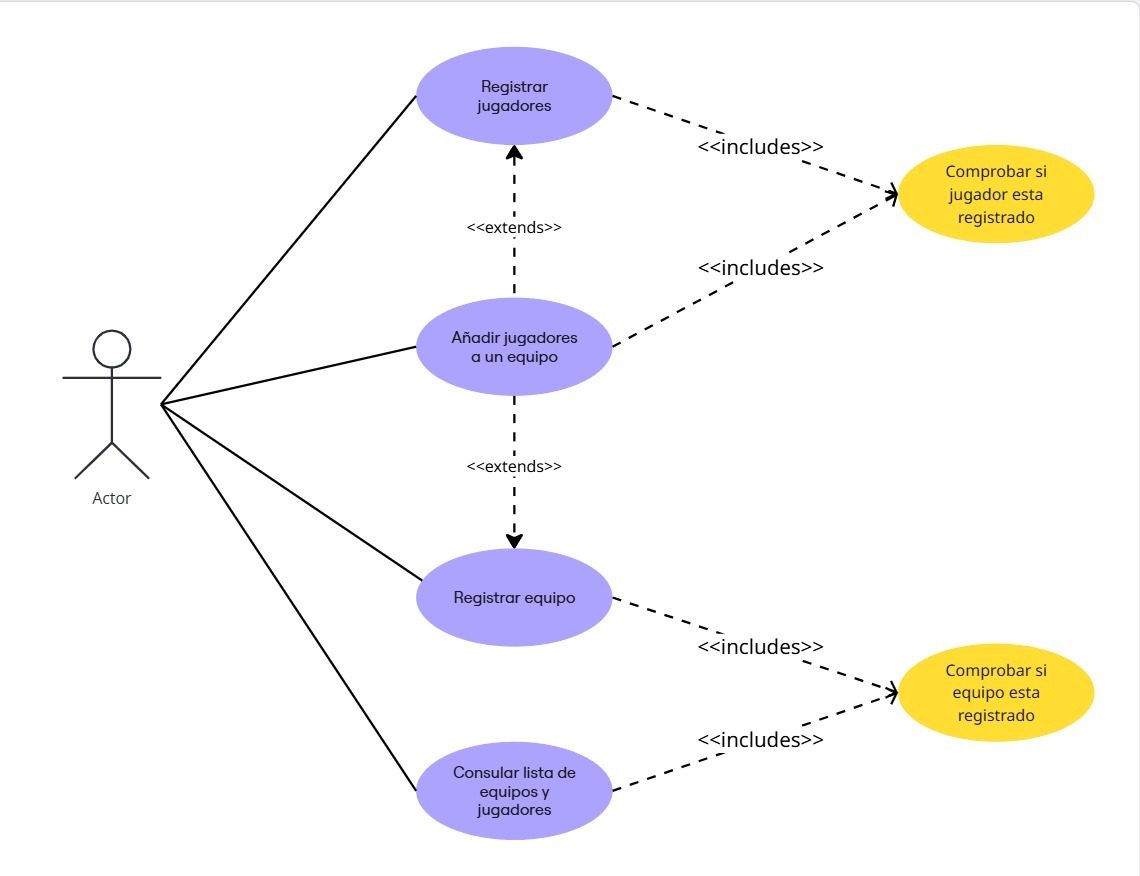 Registrar
jugadores
<<includes>>
Comprobar si
jugador esta
registrado
<<extends>>
<<includes>>
Añadir jugadores
a un equipo
Actor
<<extends>>
Registrar equipo
<<includes>>
Comprobar si
equipo esta
registrado
<<includes>>
Consular lista de
equipos y
jugadores